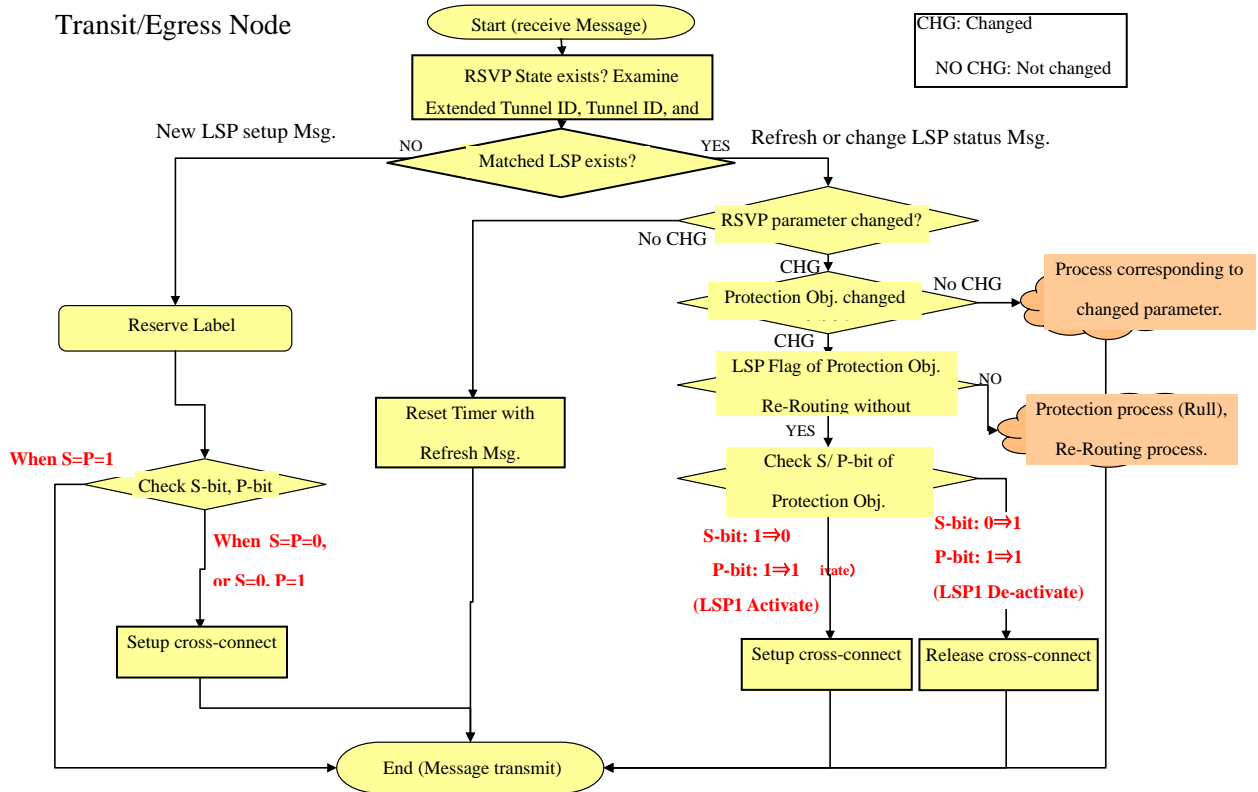 Transit/Egress Node
Start (receive Message)
CHG: Changed
NO CHG: Not changed
RSVP State exists? Examine
Extended Tunnel ID, Tunnel ID, and
New LSP setup Msg.
NO
Matched LSP exists?
YES
Refresh or change LSP status Msg.
RSVP parameter changed?
No CHG
CHG
Protection Obj. changed
No CHG
Process corresponding to
changed parameter.
Reserve Label
CHG
LSP Flag of Protection Obj.
Re-Routing without
NO
YES
Protection process (Rull),
Re-Routing process.
Reset Timer with
Refresh Msg.
When S=P=1
Check S-bit, P-bit
Check S/ P-bit of
Protection Obj.
When S=P=0,
or S=0, P=1
S-bit: 1⇒0
P-bit: 1⇒1
(LSP1 Activate)
S-bit: 0⇒1
P-bit: 1⇒1
(LSP1 De-activate)
Setup cross-connect
Setup cross-connect
Release cross-connect
End (Message transmit)